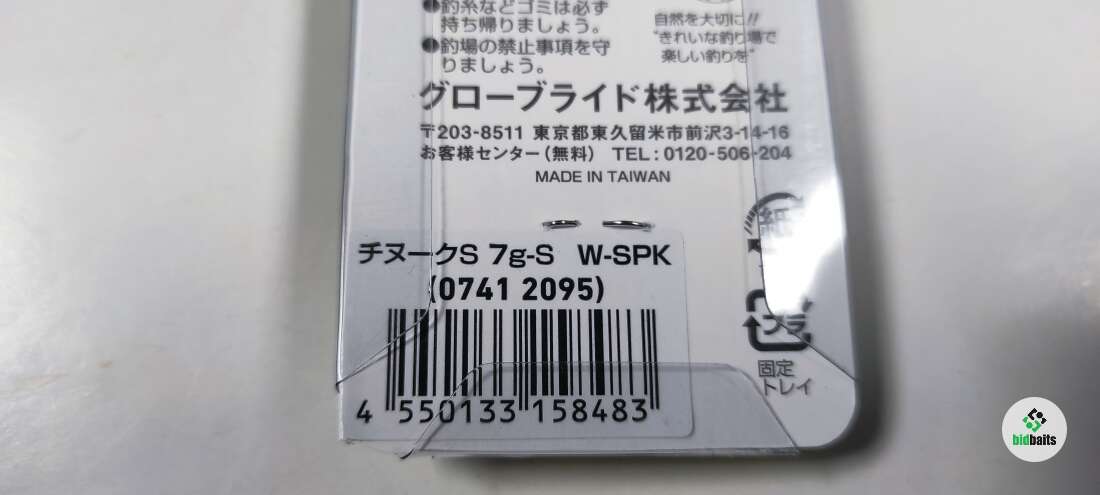 ❶釣糸などゴミは必ず
持ち帰りましょう。
❶釣場の禁止事項を守
りましょう。
自然を大切に!!
"きれいな釣り場で
楽しい釣りを"
グローブライド株式会社
〒203-8511 東京都東久留米市前沢3-14-16
お客様センター(無料) TEL:0120-506-204
MADE IN TAIWAN
紙
チヌークS 7g-S W-SPK
(0741 2095)
4 550133 158483
プラ
固定
トレイ
bidbaits